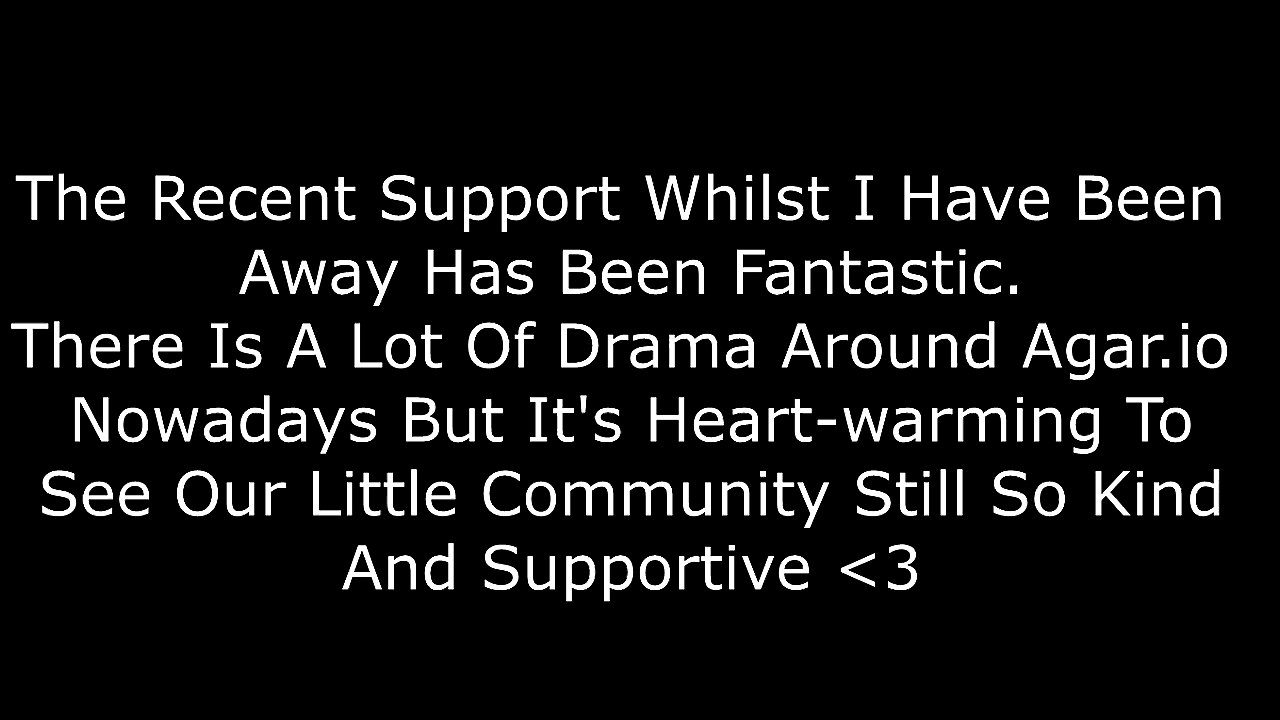 The Recent Support Whilst I Have Been
Away Has Been Fantastic.
There Is A Lot Of Drama Around Agar.io
Nowadays But It's Heart-warming To
See Our Little Community Still So Kind
And Supportive <3